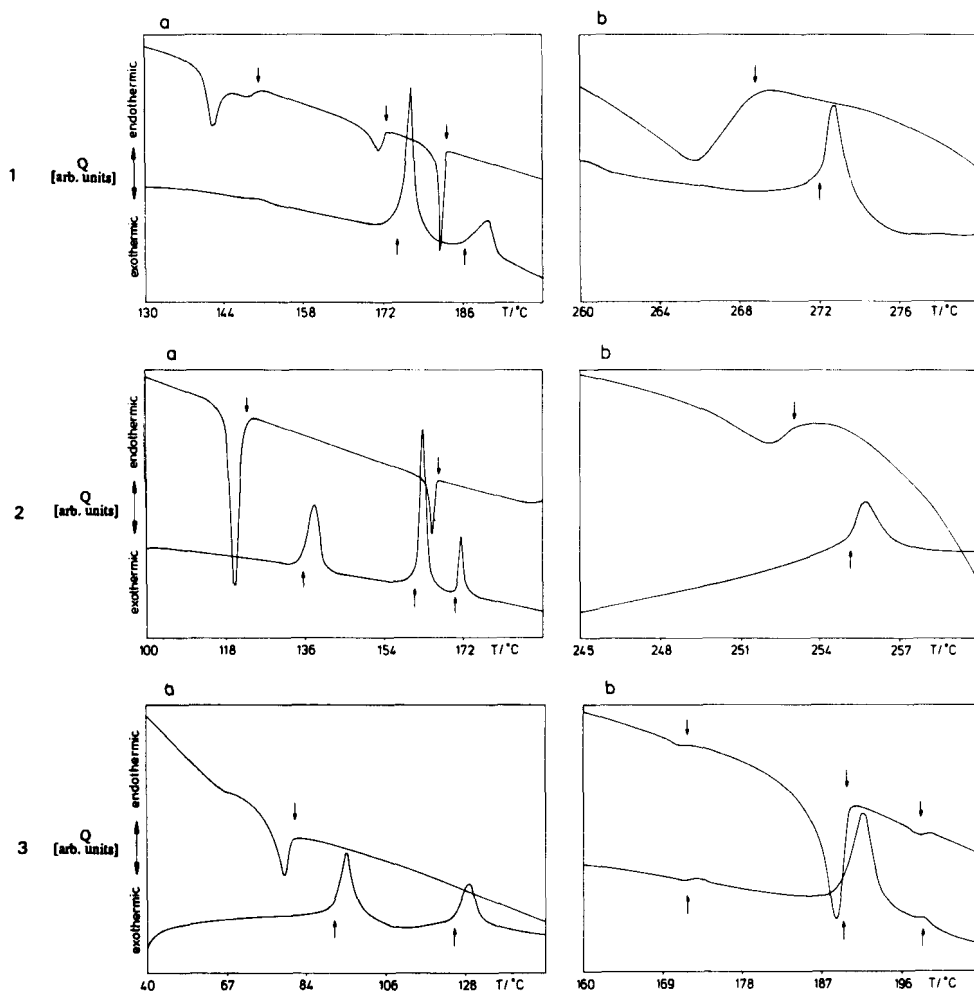 a b
1
endothermic
Q
[arb. units]
exothermic
130 144 158 172 186 T/°C
260 264 268 272 276 T/°C
a b
2
endothermic
Q
[arb. units]
exothermic
100 118 136 154 172 T/°C
245 248 251 254 257 T/°C
a b
3
endothermic
Q
[arb. units]
exothermic
40 67 84 106 128 T/°C
160 169 178 187 196 T/°C